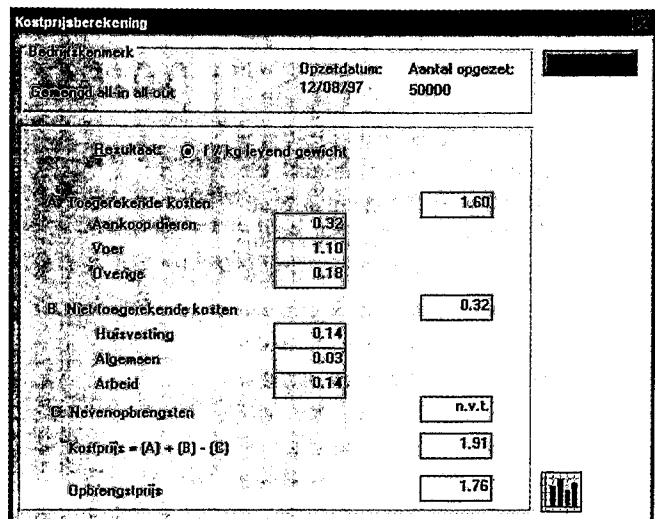 Kostprijsberekening
Bedrijfskenmerk
Opzetdatum: Aantal opgezet:
Gemengd all-in all-out 12/08/97 50000
Resultaat: f / kg levend gewicht
A. Toegerekende kosten 1.60
Aankoop dieren 0.32
Voer 1.10
Overige 0.18
B. Niet-toegerekende kosten 0.32
Huisvesting 0.14
Algemeen 0.03
Arbeid 0.14
C. Nevenopbrengsten n.v.t.
Kostprijs = (A) + (B) - (C) 1.91
Opbrengstprijs 1.76